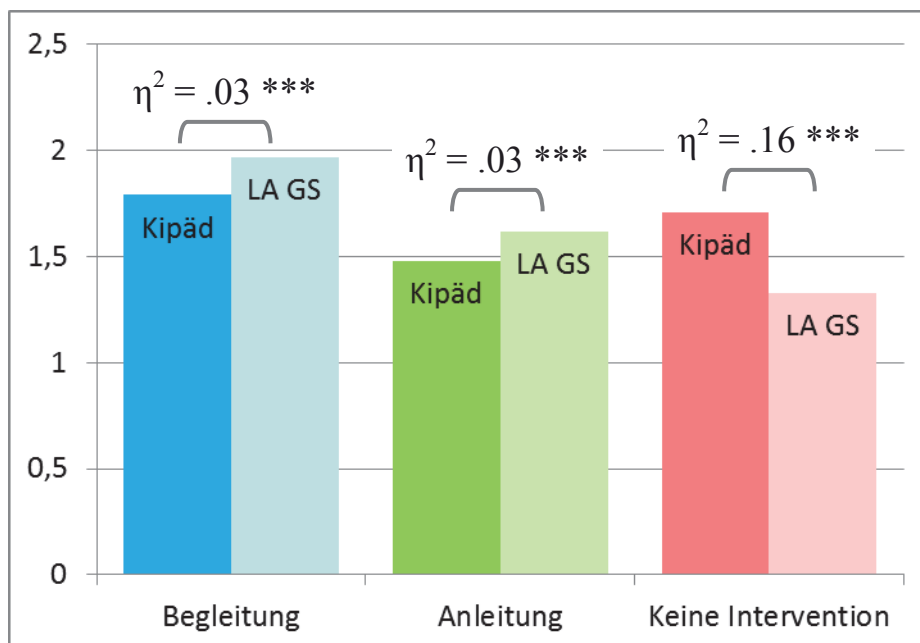 2,5
η² = .03 ***
η² = .03 ***
η² = .16 ***
2
LA GS
Kipäd
Kipäd
LA GS
1,5
Kipäd
LA GS
1
0,5
0
Begleitung
Anleitung
Keine Intervention